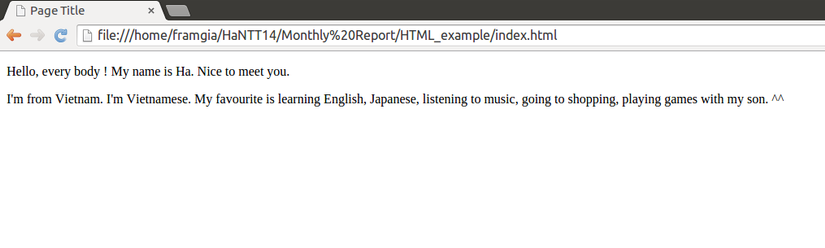 Page Title
file:///home/framgia/HaNTT14/Monthly%20Report/HTML_example/index.html
Hello, every body ! My name is Ha. Nice to meet you.
I'm from Vietnam. I'm Vietnamese. My favourite is learning English, Japanese, listening to music, going to shopping, playing games with my son. ^^